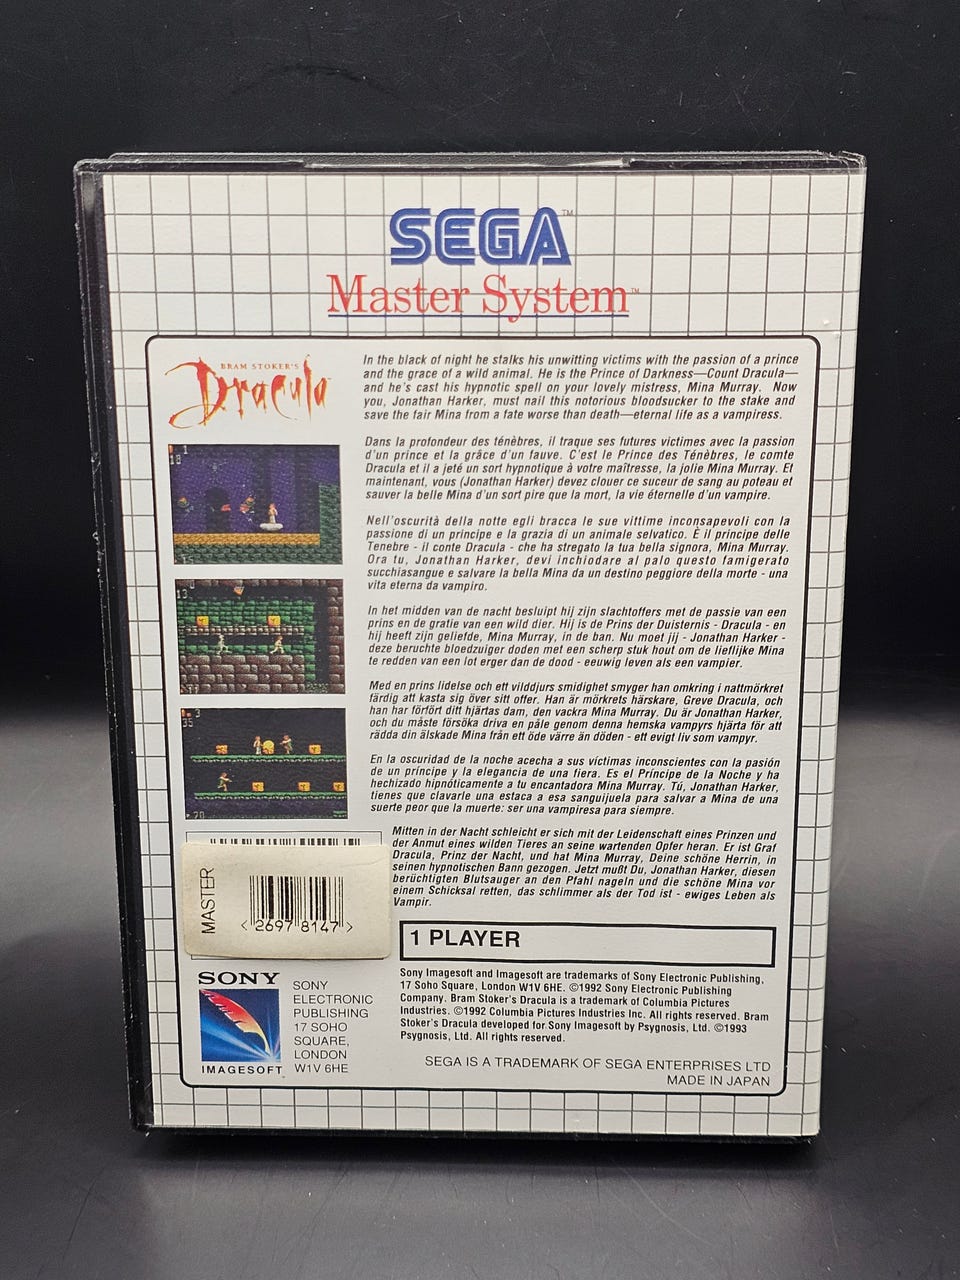 SEGA™
Master System™
BRAM STOKER'S
Dracula
In the black of night he stalks his unwitting victims with the passion of a prince
and the grace of a wild animal. He is the Prince of Darkness—Count Dracula—
and he's cast his hypnotic spell on your lovely mistress, Mina Murray. Now
you, Jonathan Harker, must nail this notorious bloodsucker to the stake and
save the fair Mina from a fate worse than death—eternal life as a vampiress.
Dans la profondeur des ténèbres, il traque ses futures victimes avec la passion
d'un prince et la grâce d'un fauve. C'est le Prince des Ténèbres, le comte
Dracula et il a jeté un sort hypnotique à votre maîtresse, la jolie Mina Murray. Et
maintenant, vous (Jonathan Harker) devez clouer ce suceur de sang au poteau et
sauver la belle Mina d'un sort pire que la mort, la vie éternelle d'un vampire.
Nell'oscurità della notte egli bracca le sue vittime inconsapevoli con la
passione di un principe e la grazia di un animale selvatico. È il principe delle
Tenebre - il conte Dracula - che ha stregato la tua bella signora, Mina Murray.
Ora tu, Jonathan Harker, devi inchiodare al palo questo famigerato
succhiasangue e salvare la bella Mina da un destino peggiore della morte - una
vita eterna da vampiro.
In het midden van de nacht besluipt hij zijn slachtoffers met de passie van een
prins en de gratie van een wild dier. Hij is de Prins der Duisternis - Dracula - en
hij heeft zijn geliefde, Mina Murray, in de ban. Nu moet jij - Jonathan Harker -
deze beruchte bloedzuiger doden met een scherp stuk hout om de lieflijke Mina
te redden van een lot erger dan de dood - eeuwig leven als een vampier.
Med en prins lidelse och ett vilddjurs smidighet smyger han omkring i nattmörkret
färdig att kasta sig över sitt offer. Han är mörkrets härskare, Greve Dracula, och
han har förfört ditt hjärtas dam, den vackra Mina Murray. Du är Jonathan Harker,
och du måste försöka driva en påle genom denna hemska vampyrs hjärta för att
rädda din älskade Mina från ett öde värre än döden - ett evigt liv som vampyr.
En la oscuridad de la noche acecha a sus víctimas inconscientes con la pasión
de un príncipe y la elegancia de una fiera. Es el Príncipe de la Noche y ha
hechizado hipnóticamente a tu encantadora Mina Murray. Tú, Jonathan Harker,
tienes que clavarle una estaca a esa sanguijuela para salvar a Mina de una
suerte peor que la muerte: ser una vampiresa para siempre.
Mitten in der Nacht schleicht er sich mit der Leidenschaft eines Prinzen und
der Anmut eines wilden Tieres an seine wartenden Opfer heran. Er ist Graf
Dracula, Prinz der Nacht, und hat Mina Murray, Deine schöne Herrin, in
seinen hypnotischen Bann gezogen. Jetzt mußt Du, Jonathan Harker, diesen
berüchtigten Blutsauger an den Pfahl nageln und die schöne Mina vor
einem Schicksal retten, das schlimmer als der Tod ist - ewiges Leben als
Vampir.
MASTER
<2697 8147>
1 PLAYER
SONY
IMAGESOFT™
SONY
ELECTRONIC
PUBLISHING
17 SOHO
SQUARE,
LONDON
W1V 6HE
Sony Imagesoft and Imagesoft are trademarks of Sony Electronic Publishing,
17 Soho Square, London W1V 6HE. ©1992 Sony Electronic Publishing
Company. Bram Stoker's Dracula is a trademark of Columbia Pictures
Industries. ©1992 Columbia Pictures Industries Inc. All rights reserved. Bram
Stoker's Dracula developed for Sony Imagesoft by Psygnosis, Ltd. ©1993
Psygnosis, Ltd. All rights reserved.
SEGA IS A TRADEMARK OF SEGA ENTERPRISES LTD
MADE IN JAPAN